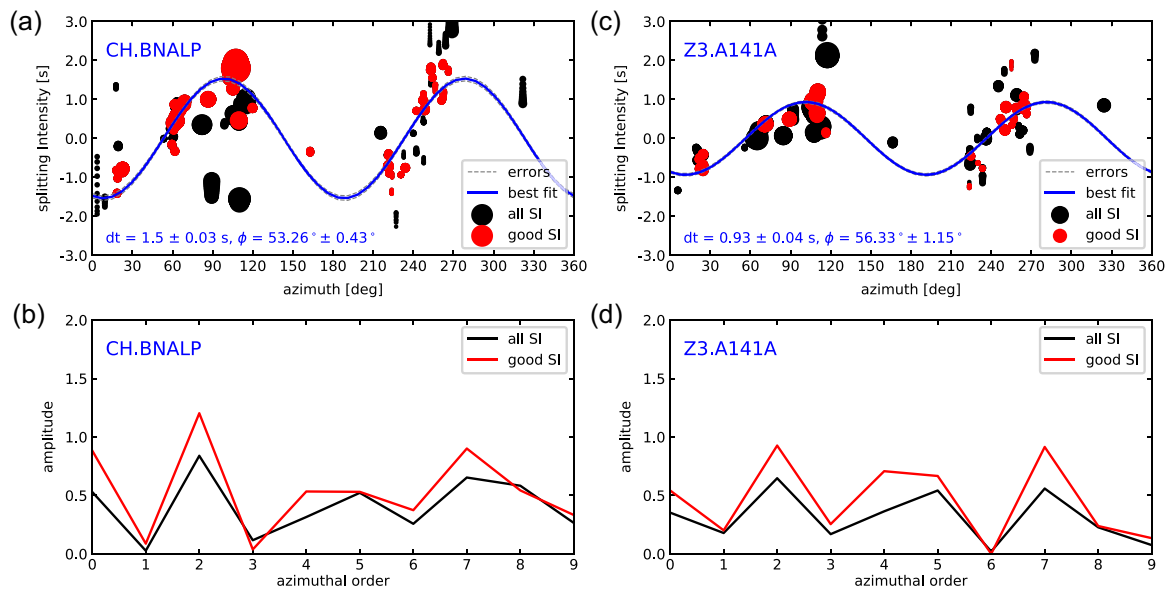 (a)
CH.BNALP
splitting Intensity [s]
3.0
2.0
1.0
0.0
-1.0
-2.0
-3.0
errors
best fit
all SI
good SI
dt = 1.5 ± 0.03 s, ϕ = 53.26° ± 0.43°
0 30 60 90 120 150 180 210 240 270 300 330 360
azimuth [deg]
(c)
Z3.A141A
splitting Intensity [s]
3.0
2.0
1.0
0.0
-1.0
-2.0
-3.0
errors
best fit
all SI
good SI
dt = 0.93 ± 0.04 s, ϕ = 56.33° ± 1.15°
0 30 60 90 120 150 180 210 240 270 300 330 360
azimuth [deg]
(b)
CH.BNALP
amplitude
2.0
1.5
1.0
0.5
0.0
all SI
good SI
0 1 2 3 4 5 6 7 8 9
azimuthal order
(d)
Z3.A141A
amplitude
2.0
1.5
1.0
0.5
0.0
all SI
good SI
0 1 2 3 4 5 6 7 8 9
azimuthal order